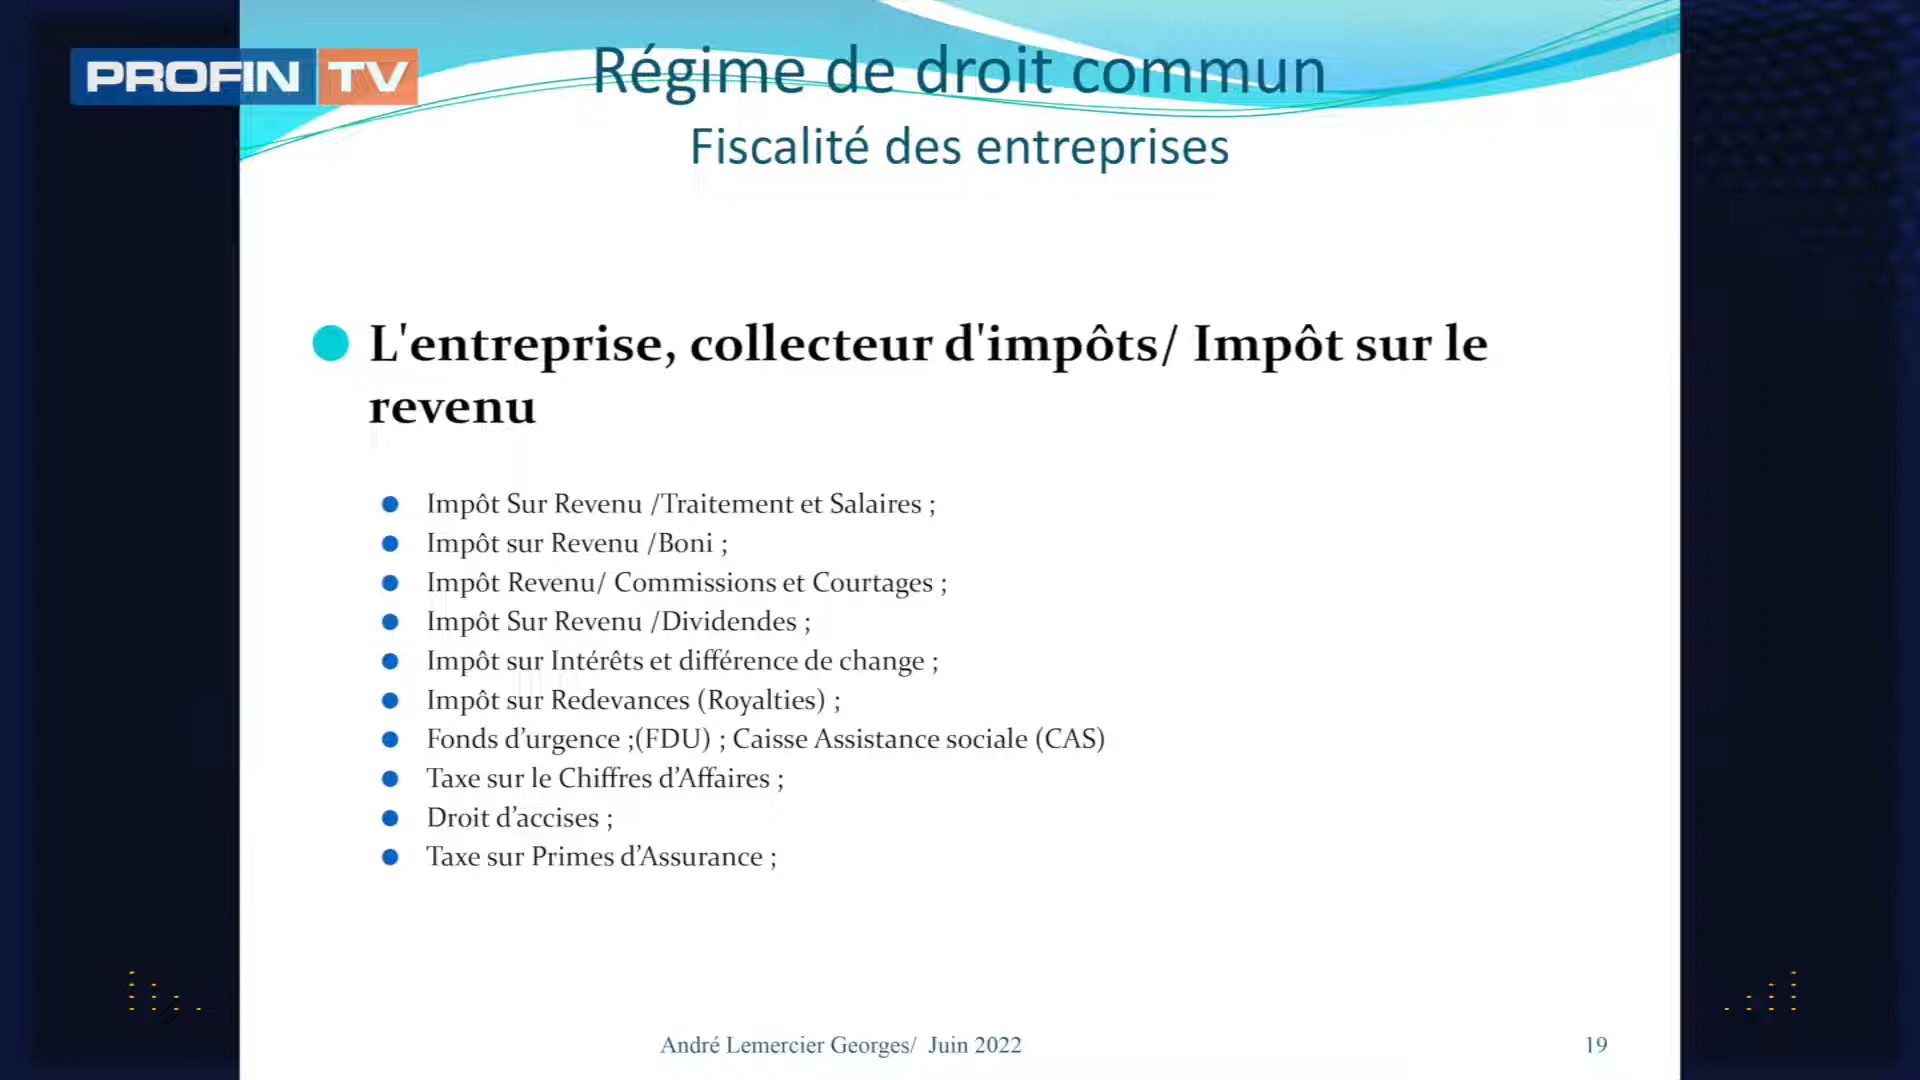 PROFIN TV
Régime de droit commun
Fiscalité des entreprises
L'entreprise, collecteur d'impôts/ Impôt sur le
revenu
Impôt Sur Revenu /Traitement et Salaires ;
Impôt sur Revenu /Boni ;
Impôt Revenu/ Commissions et Courtages ;
Impôt Sur Revenu /Dividendes ;
Impôt sur Intérêts et différence de change ;
Impôt sur Redevances (Royalties) ;
Fonds d’urgence ;(FDU) ; Caisse Assistance sociale (CAS)
Taxe sur le Chiffres d’Affaires ;
Droit d’accises ;
Taxe sur Primes d’Assurance ;
André Lemercier Georges/ Juin 2022
19